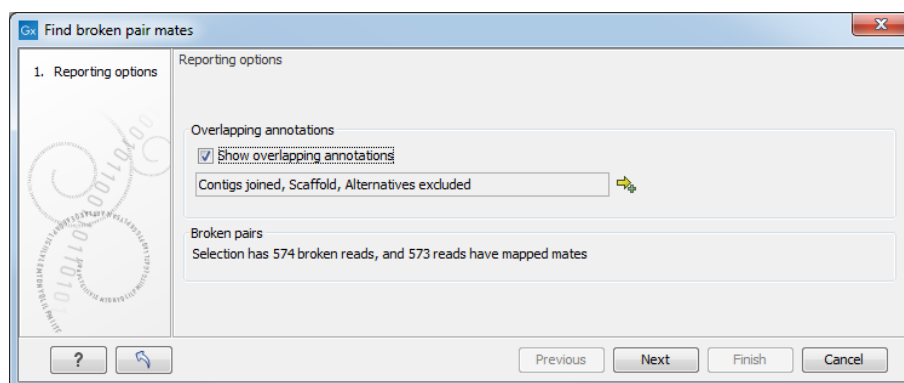 Gx Find broken pair mates
1. Reporting options
Reporting options
Overlapping annotations
Show overlapping annotations
Contigs joined, Scaffold, Alternatives excluded
Broken pairs
Selection has 574 broken reads, and 573 reads have mapped mates
?
Previous
Next
Finish
Cancel